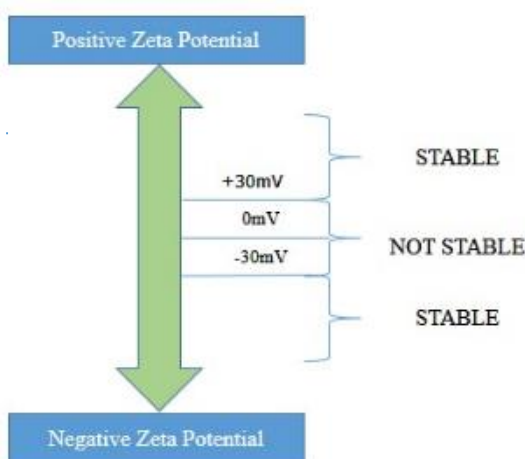 Positive Zeta Potential
STABLE
+30mV
0mV
NOT STABLE
-30mV
STABLE
Negative Zeta Potential